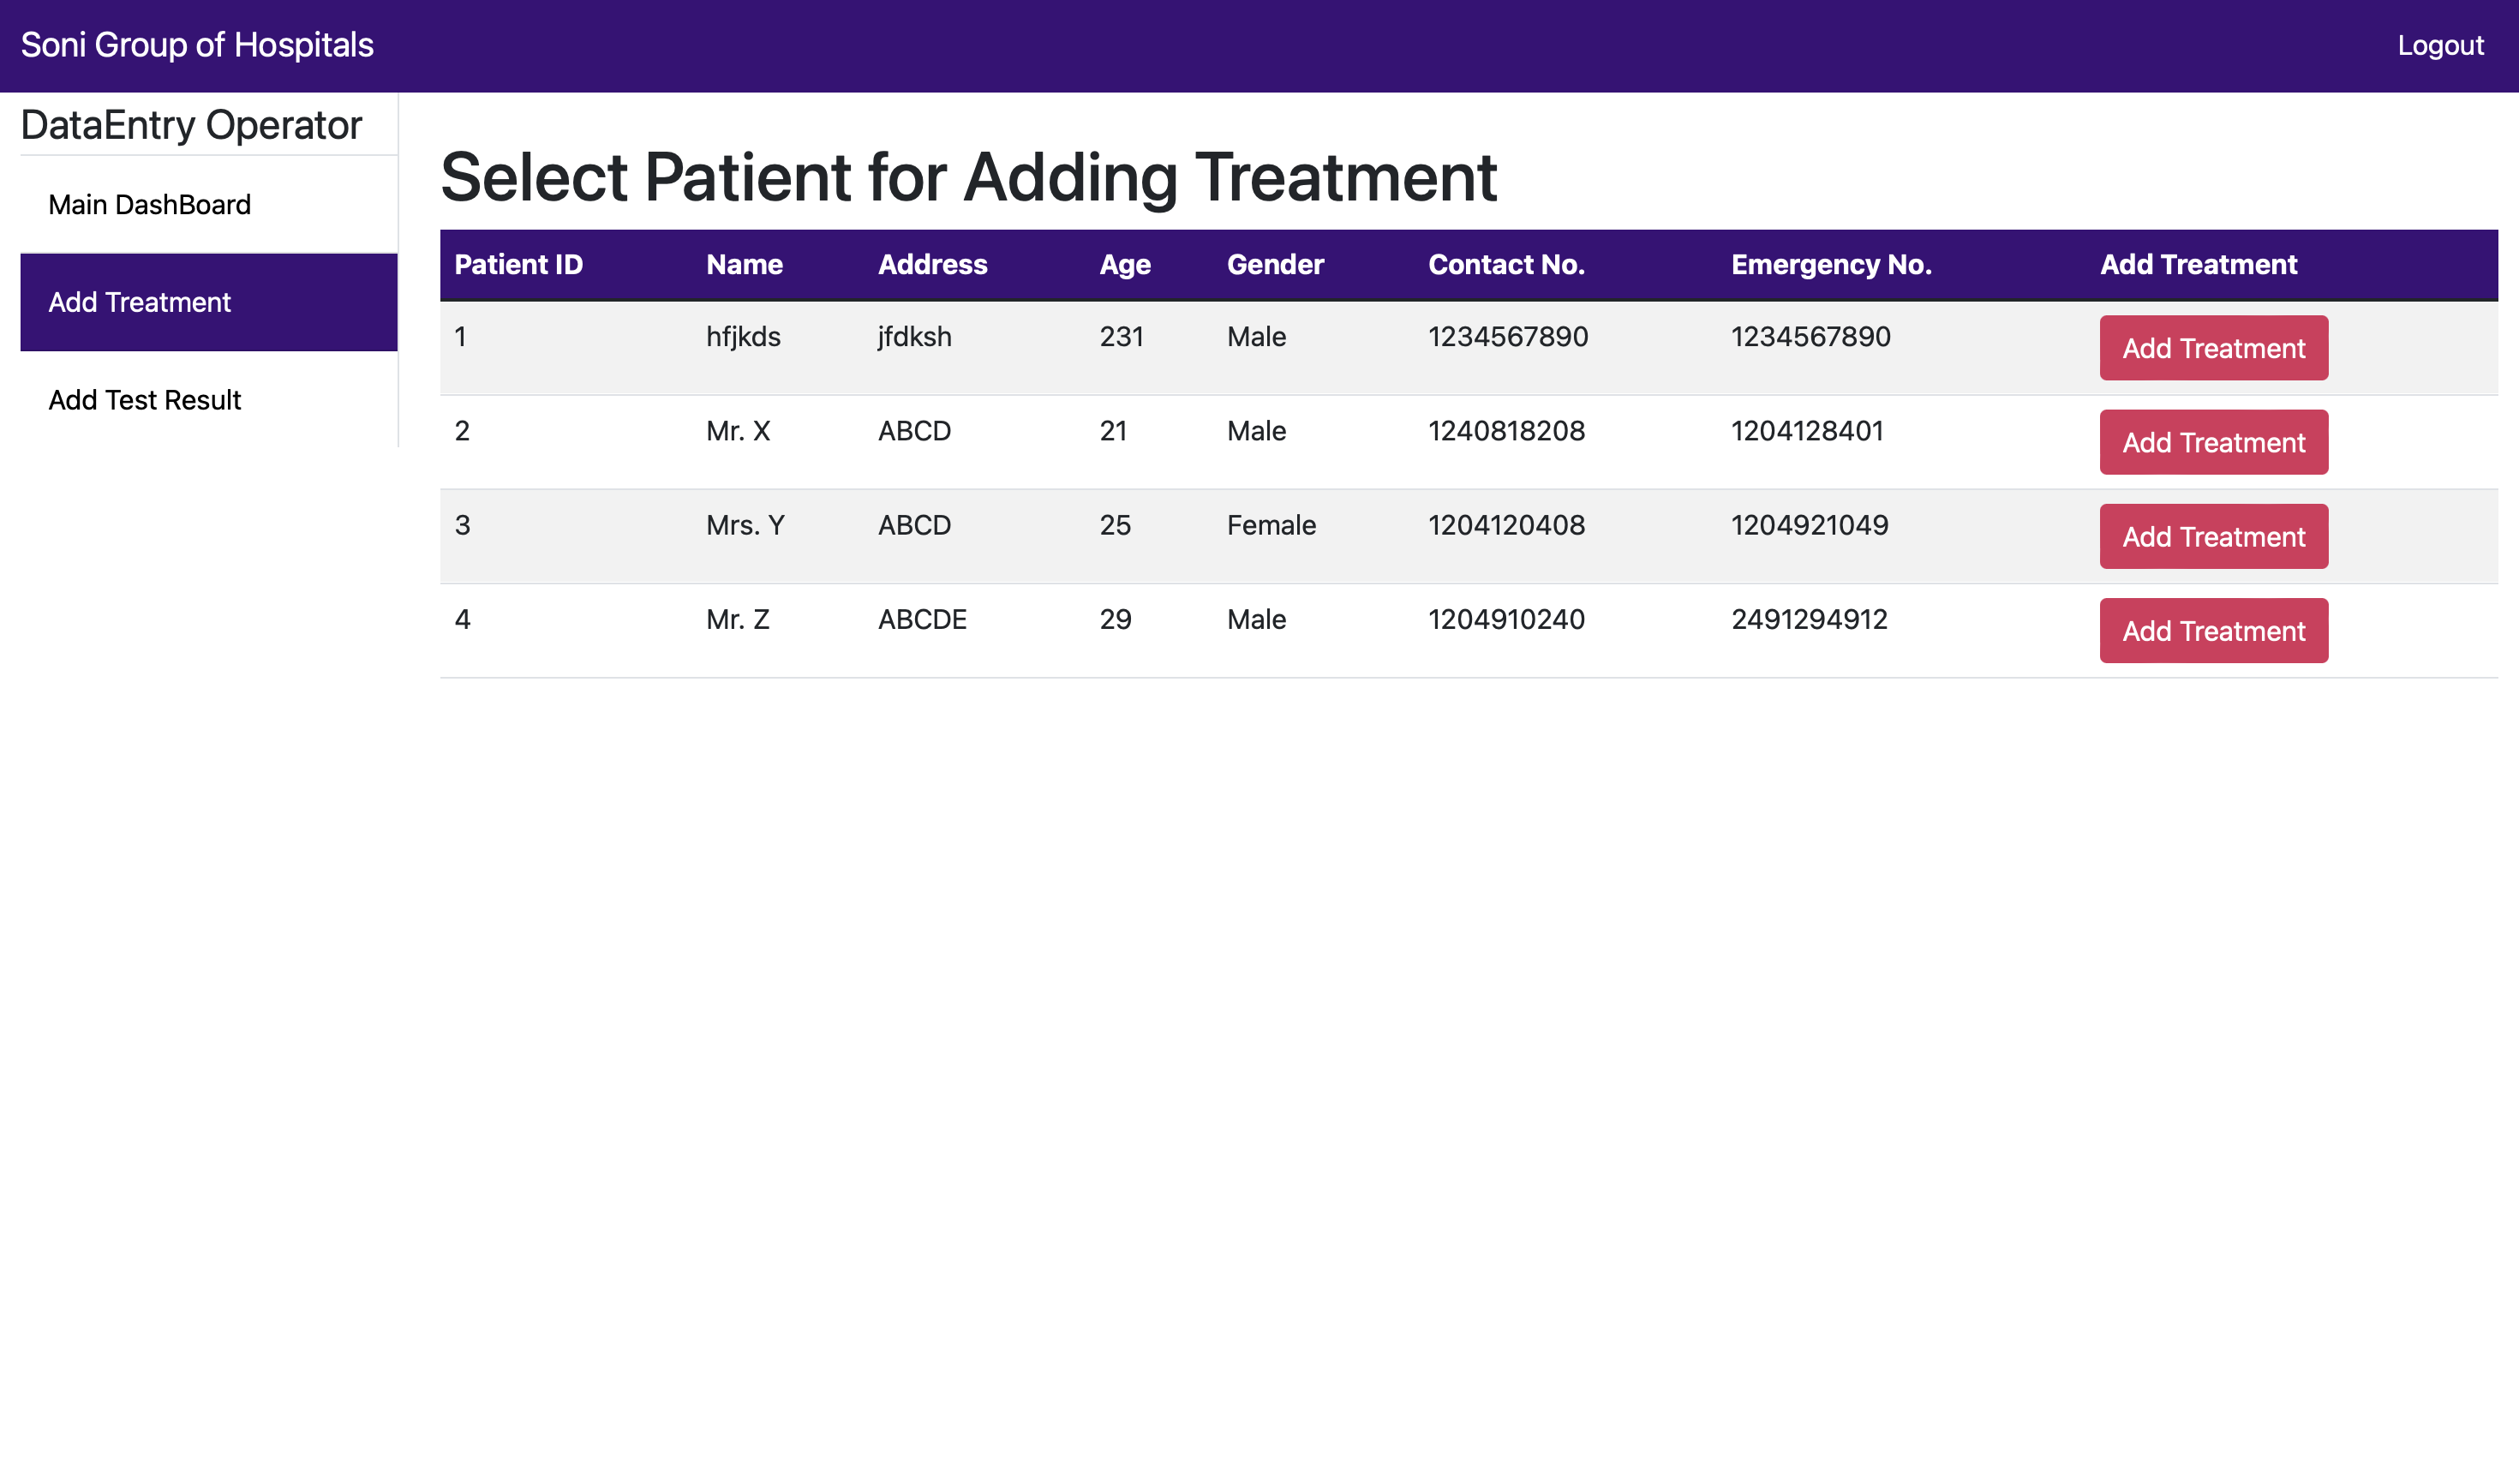 Soni Group of Hospitals Logout
DataEntry Operator
Main DashBoard
Add Treatment
Add Test Result
Select Patient for Adding Treatment
Patient ID Name Address Age Gender Contact No. Emergency No. Add Treatment
1 hfjkds jfdksh 231 Male 1234567890 1234567890 Add Treatment
2 Mr. X ABCD 21 Male 1240818208 1204128401 Add Treatment
3 Mrs. Y ABCD 25 Female 1204120408 1204921049 Add Treatment
4 Mr. Z ABCDE 29 Male 1204910240 2491294912 Add Treatment